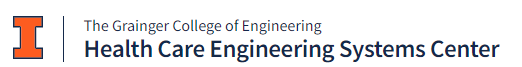 The Grainger College of Engineering
Health Care Engineering Systems Center